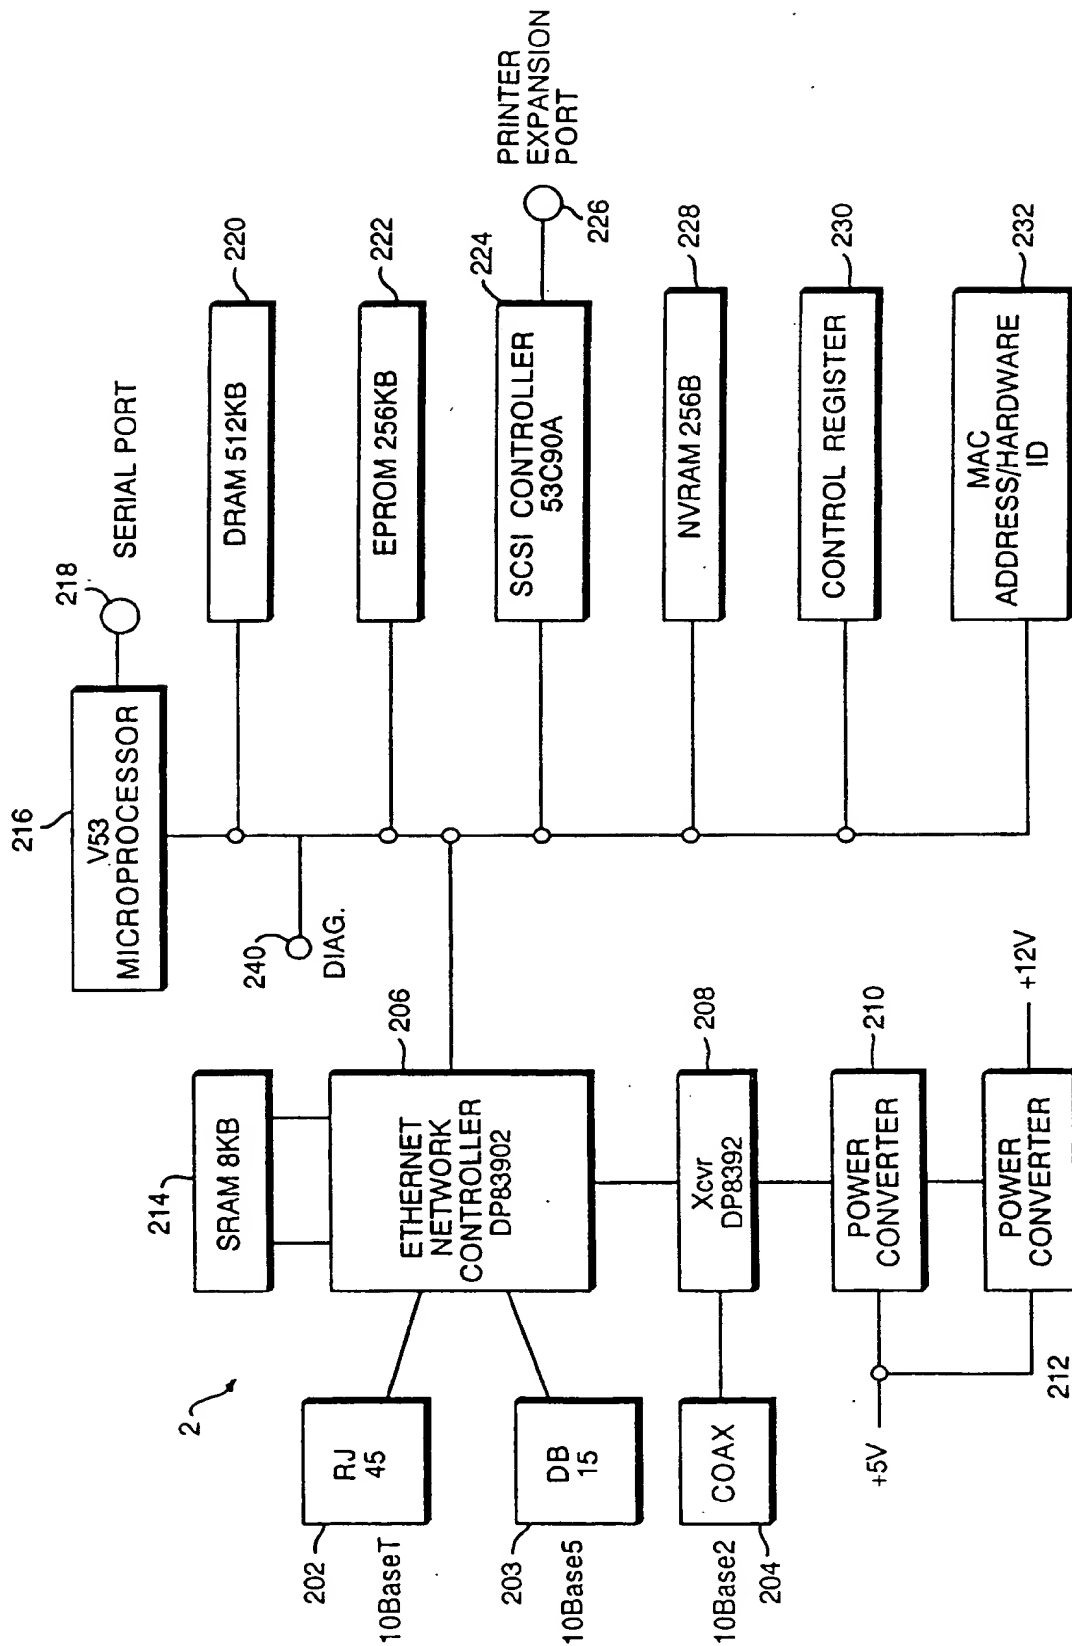 2
202
RJ
45
10BaseT
203
DB
15
10Base5
204
COAX
10Base2
214
SRAM 8KB
206
ETHERNET
NETWORK
CONTROLLER
DP83902
208
Xcvr
DP8392
210
POWER
CONVERTER
+5V
212
POWER
CONVERTER
+12V
216
V53
MICROPROCESSOR
218
SERIAL PORT
240
DIAG.
220
DRAM 512KB
222
EPROM 256KB
224
SCSI CONTROLLER
53C90A
226
PRINTER
EXPANSION
PORT
228
NVRAM 256B
230
CONTROL REGISTER
232
MAC
ADDRESS/HARDWARE
ID